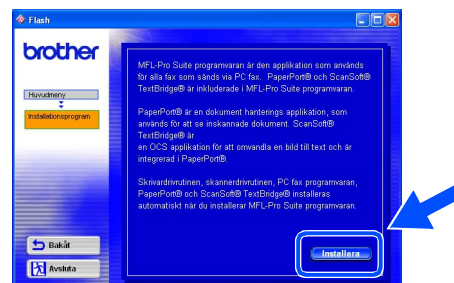 Flash
brother
Huvudmeny
Installationsprogram
MFL-Pro Suite programvaran är den applikation som används
för alla fax som sänds via PC fax. PaperPort® och ScanSoft®
TextBridge® är inkluderade i MFL-Pro Suite programvaran.
PaperPort® är en dokument hanterings applikation, som
används för att se inskannade dokument. ScanSoft®
TextBridge® är
en OCS applikation för att omvandla en bild till text och är
integrerad i PaperPort®.
Skrivardrivrutinen, skannerdrivrutinen, PC fax programvaran,
PaperPort® och ScanSoft® TextBridge® installeras
automatiskt när du installerar MFL-Pro Suite programvaran.
Bakåt
Avsluta
Installera